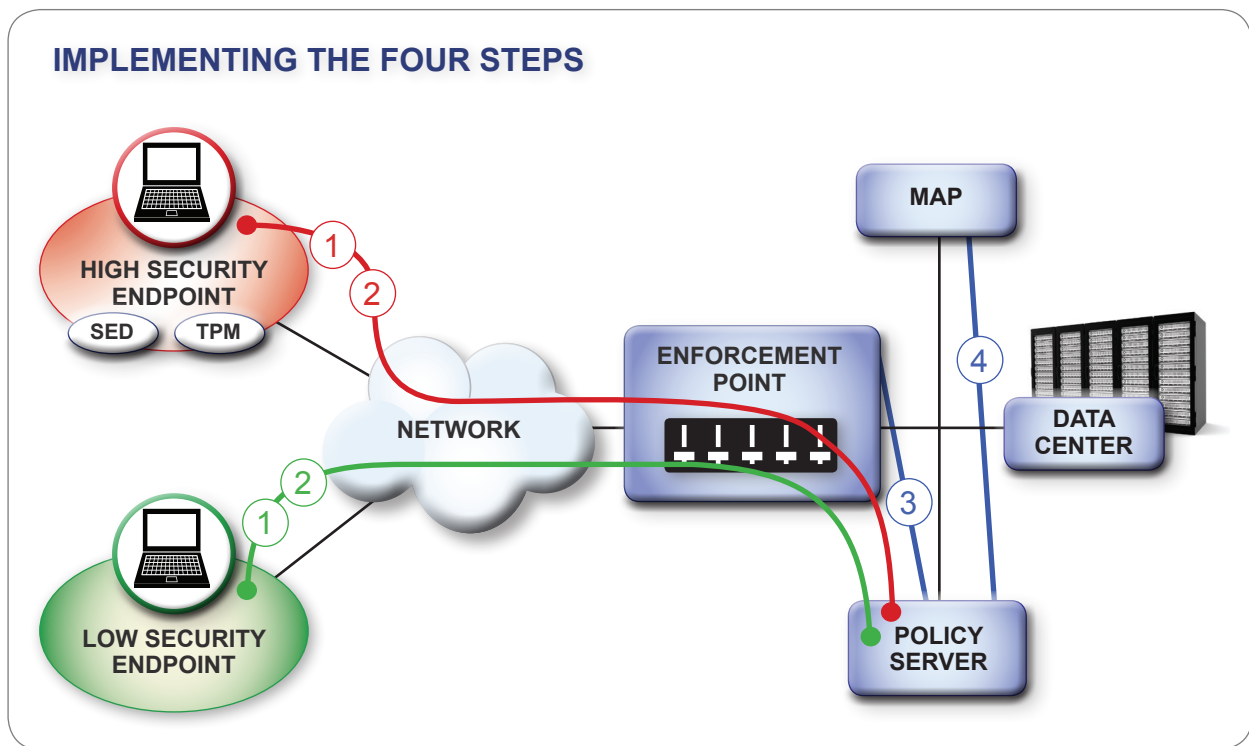 IMPLEMENTING THE FOUR STEPS
HIGH SECURITY
ENDPOINT
SED
TPM
1
2
NETWORK
1
2
LOW SECURITY
ENDPOINT
ENFORCEMENT
POINT
MAP
4
DATA
CENTER
3
POLICY
SERVER